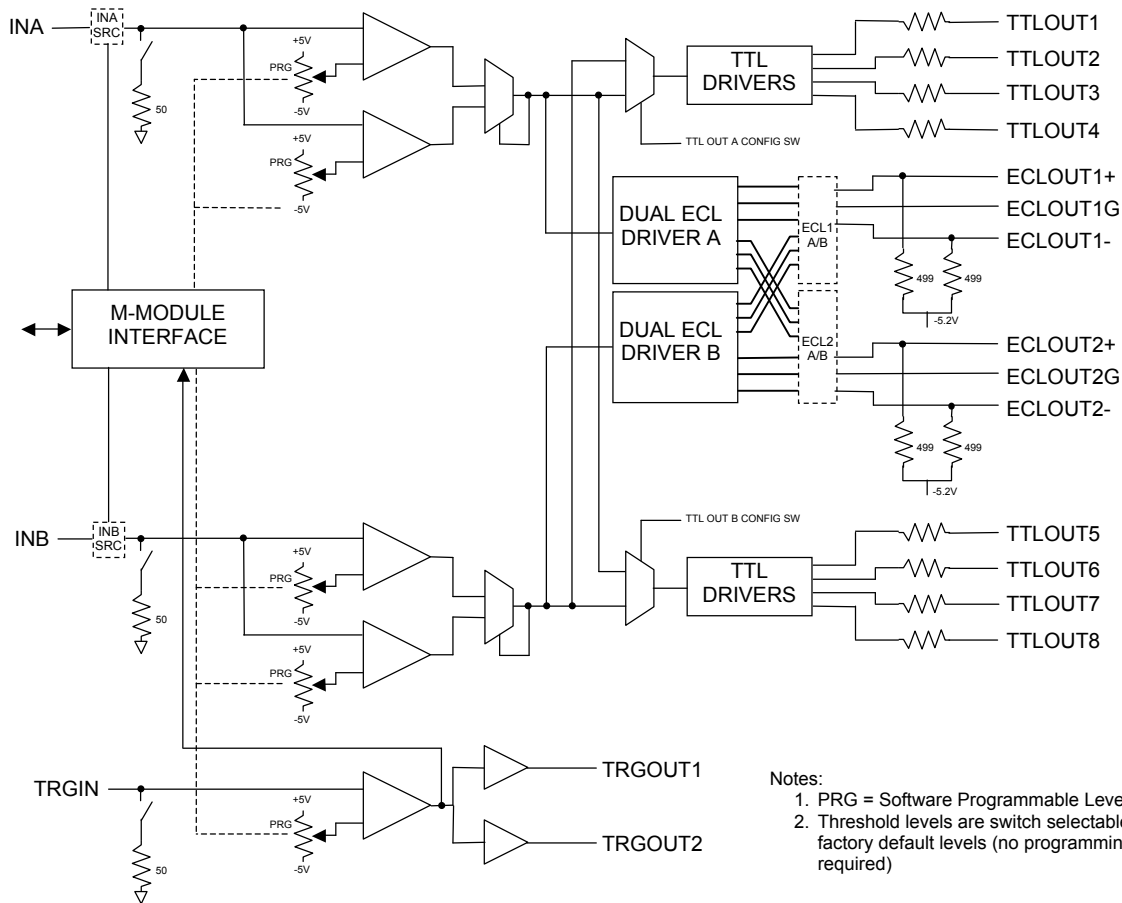 INA
INA
SRC
50
+5V
PRG
-5V
+5V
PRG
-5V
TTL OUT A CONFIG SW
TTL
DRIVERS
TTLOUT1
TTLOUT2
TTLOUT3
TTLOUT4
DUAL ECL
DRIVER A
ECL1
A/B
ECLOUT1+
ECLOUT1G
ECLOUT1-
499
499
-5.2V
M-MODULE
INTERFACE
DUAL ECL
DRIVER B
ECL2
A/B
ECLOUT2+
ECLOUT2G
ECLOUT2-
499
499
-5.2V
INB
INB
SRC
50
+5V
PRG
-5V
+5V
PRG
-5V
TTL OUT B CONFIG SW
TTL
DRIVERS
TTLOUT5
TTLOUT6
TTLOUT7
TTLOUT8
TRGIN
50
+5V
PRG
-5V
TRGOUT1
TRGOUT2
Notes:
1. PRG = Software Programmable Leve
2. Threshold levels are switch selectable
factory default levels (no programmin
required)